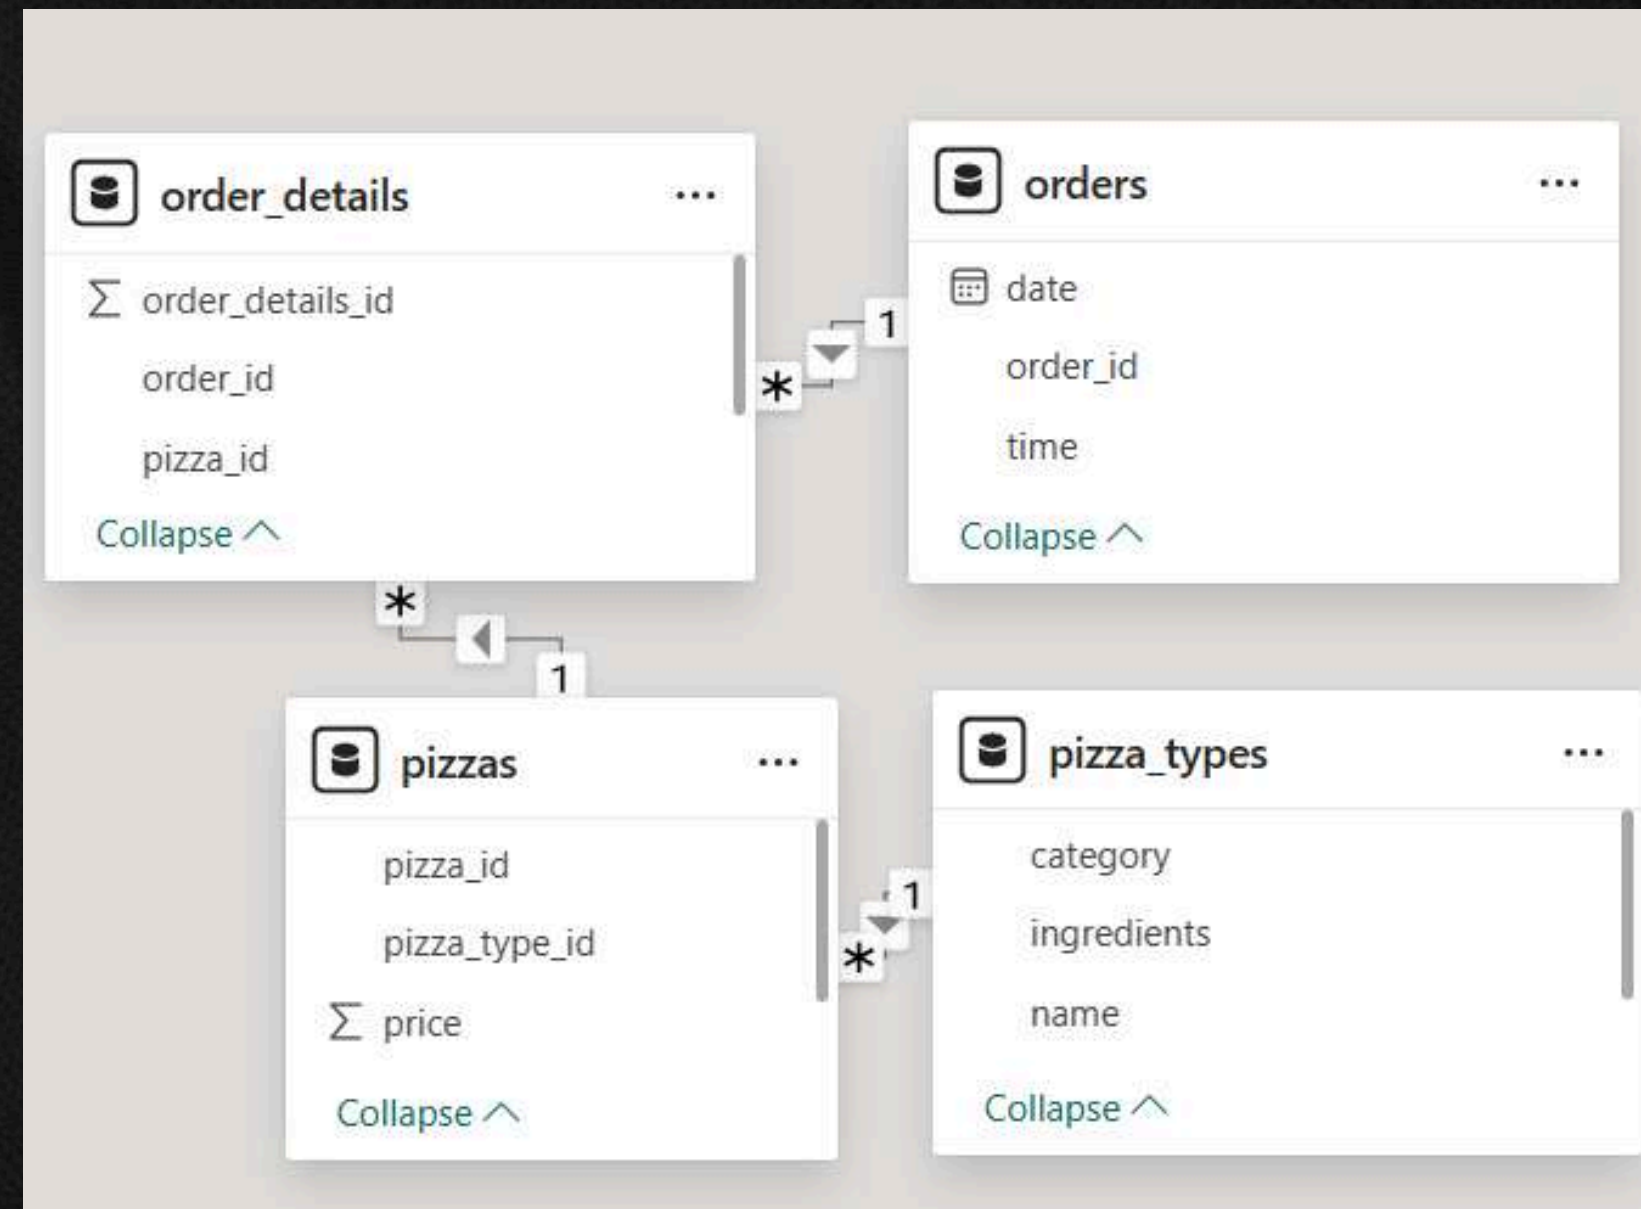 order_details ...
Σ order_details_id
order_id
pizza_id
Collapse
orders ...
date
order_id
time
Collapse
* 1
* 1
pizzas ...
pizza_id
pizza_type_id
Σ price
Collapse
* 1
pizza_types ...
category
ingredients
name
Collapse